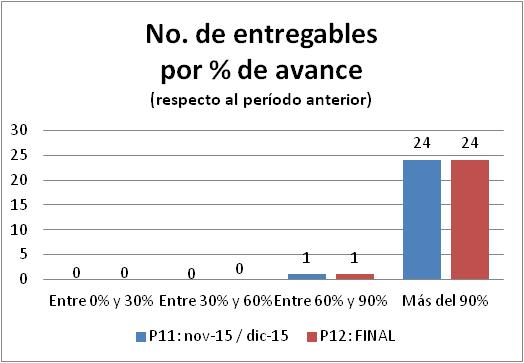 No. de entregables
por % de avance
(respecto al período anterior)
30
25
20
15
10
5
0
0 0 0 0 1 1 24 24
Entre 0% y 30% Entre 30% y 60% Entre 60% y 90% Más del 90%
P11: nov-15 / dic-15 P12: FINAL